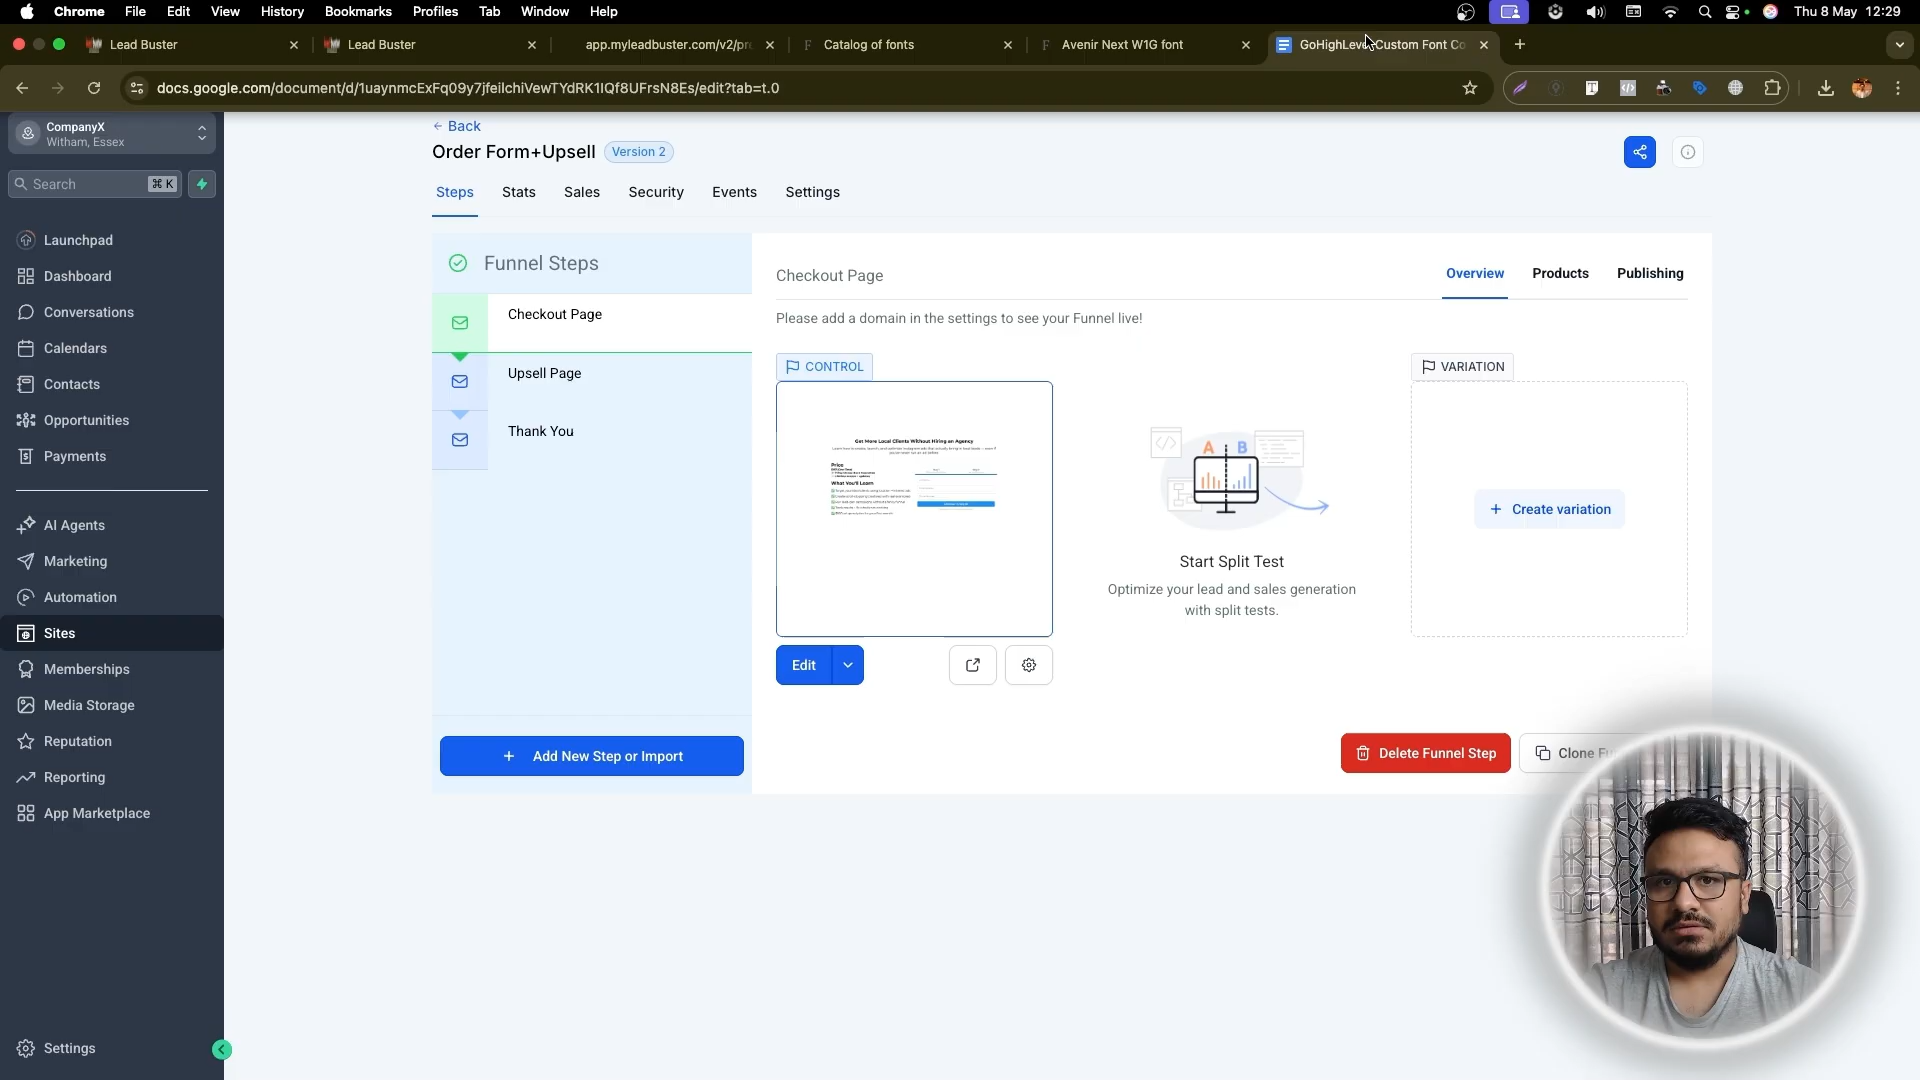 Chrome File Edit View History Bookmarks Profiles Tab Window Help Thu 8 May 12:29
Lead Buster Lead Buster app.myleadbuster.com/v2/pr Catalog of fonts Avenir Next W1G font GoHighLeve Custom Font Co
docs.google.com/document/d/1uaynmcExFq09y7jfeilchiVewTYdRK1IQf8UFrsN8Es/edit?tab=t.0
CompanyX
Witham, Essex
Search ⌘ K
Launchpad
Dashboard
Conversations
Calendars
Contacts
Opportunities
Payments
AI Agents
Marketing
Automation
Sites
Memberships
Media Storage
Reputation
Reporting
App Marketplace
Settings
← Back
Order Form+Upsell Version 2
Steps Stats Sales Security Events Settings
Funnel Steps
Checkout Page
Upsell Page
Thank You
+ Add New Step or Import
Checkout Page
Overview Products Publishing
Please add a domain in the settings to see your Funnel live!
CONTROL
Get More Local Clients Without Hiring an Agency
Price
What You'll Learn
Edit
A B
Start Split Test
Optimize your lead and sales generation
with split tests.
VARIATION
+ Create variation
Delete Funnel Step
Clone Fu